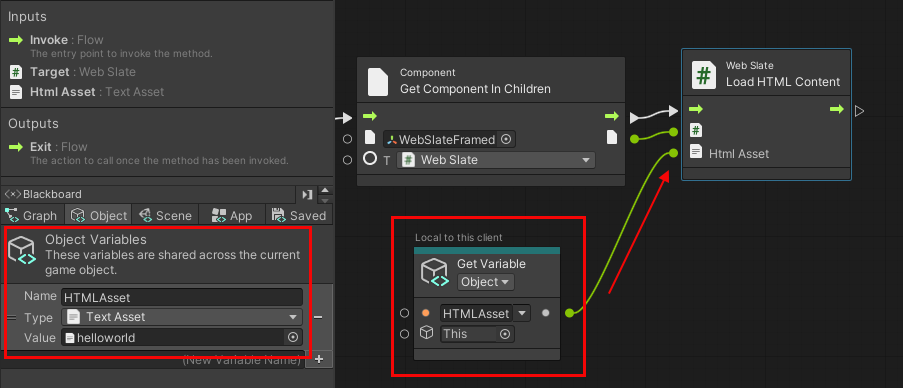 Inputs
Invoke : Flow
The entry point to invoke the method.
Target : Web Slate
Html Asset : Text Asset
Outputs
Exit : Flow
The action to call once the method has been invoked.
<×> Blackboard
Graph Object Scene App Saved
Object Variables
These variables are shared across the current
game object.
Name HTMLAsset
Type Text Asset
Value helloworld
(New Variable Name) +
Component
Get Component In Children
WebSlateFramed
T Web Slate
Web Slate
Load HTML Content
Html Asset
Local to this client
Get Variable
Object
HTMLAsset
This